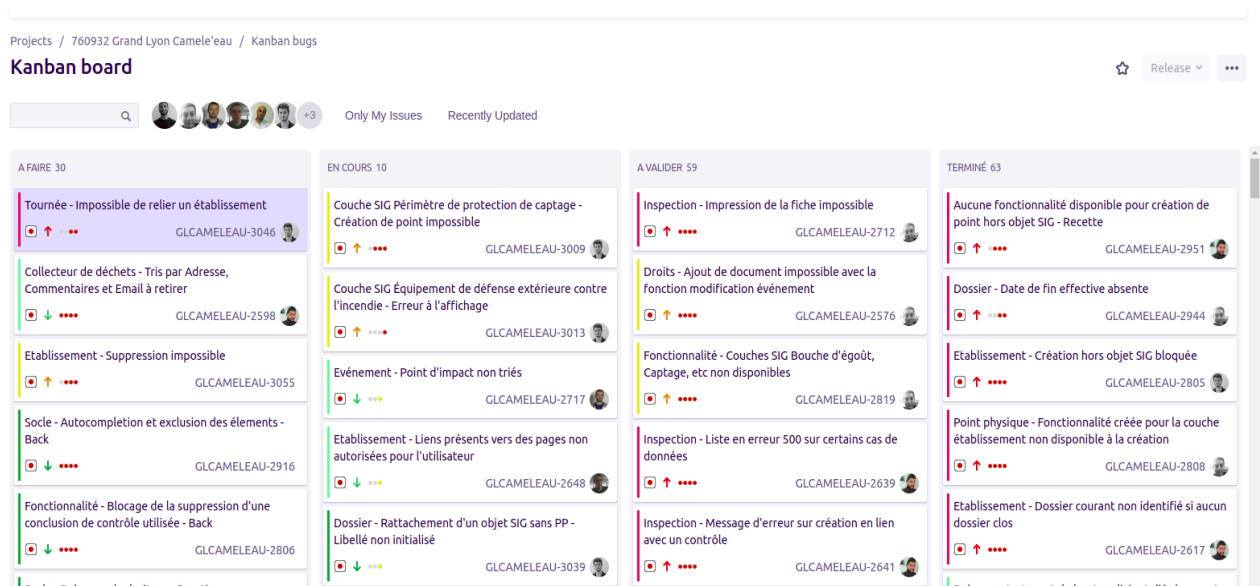 Projects / 760932 Grand Lyon Camele'eau / Kanban bugs
Kanban board
Release
+3
Only My Issues
Recently Updated
A FAIRE 30
Tournée - Impossible de relier un établissement
GLCAMELEAU-3046
Collecteur de déchets - Tris par Adresse,
Commentaires et Email à retirer
GLCAMELEAU-2598
Etablissement - Suppression impossible
GLCAMELEAU-3055
Socle - Autocompletion et exclusion des élements -
Back
GLCAMELEAU-2916
Fonctionnalité - Blocage de la suppression d'une
conclusion de contrôle utilisée - Back
GLCAMELEAU-2806
EN COURS 10
Couche SIG Périmètre de protection de captage -
Création de point impossible
GLCAMELEAU-3009
Couche SIG Équipement de défense extérieure contre
l'incendie - Erreur à l'affichage
GLCAMELEAU-3013
Evénement - Point d'impact non triés
GLCAMELEAU-2717
Etablissement - Liens présents vers des pages non
autorisées pour l'utilisateur
GLCAMELEAU-2648
Dossier - Rattachement d'un objet SIG sans PP -
Libellé non initialisé
GLCAMELEAU-3039
A VALIDER 59
Inspection - Impression de la fiche impossible
GLCAMELEAU-2712
Droits - Ajout de document impossible avec la
fonction modification événement
GLCAMELEAU-2576
Fonctionnalité - Couches SIG Bouche d'égoût,
Captage, etc non disponibles
GLCAMELEAU-2819
Inspection - Liste en erreur 500 sur certains cas de
données
GLCAMELEAU-2639
Inspection - Message d'erreur sur création en lien
avec un contrôle
GLCAMELEAU-2641
TERMINÉ 63
Aucune fonctionnalité disponible pour création de
point hors objet SIG - Recette
GLCAMELEAU-2951
Dossier - Date de fin effective absente
GLCAMELEAU-2944
Etablissement - Création hors objet SIG bloquée
GLCAMELEAU-2805
Point physique - Fonctionnalité créée pour la couche
établissement non disponible à la création
GLCAMELEAU-2808
Etablissement - Dossier courant non identifié si aucun
dossier clos
GLCAMELEAU-2617